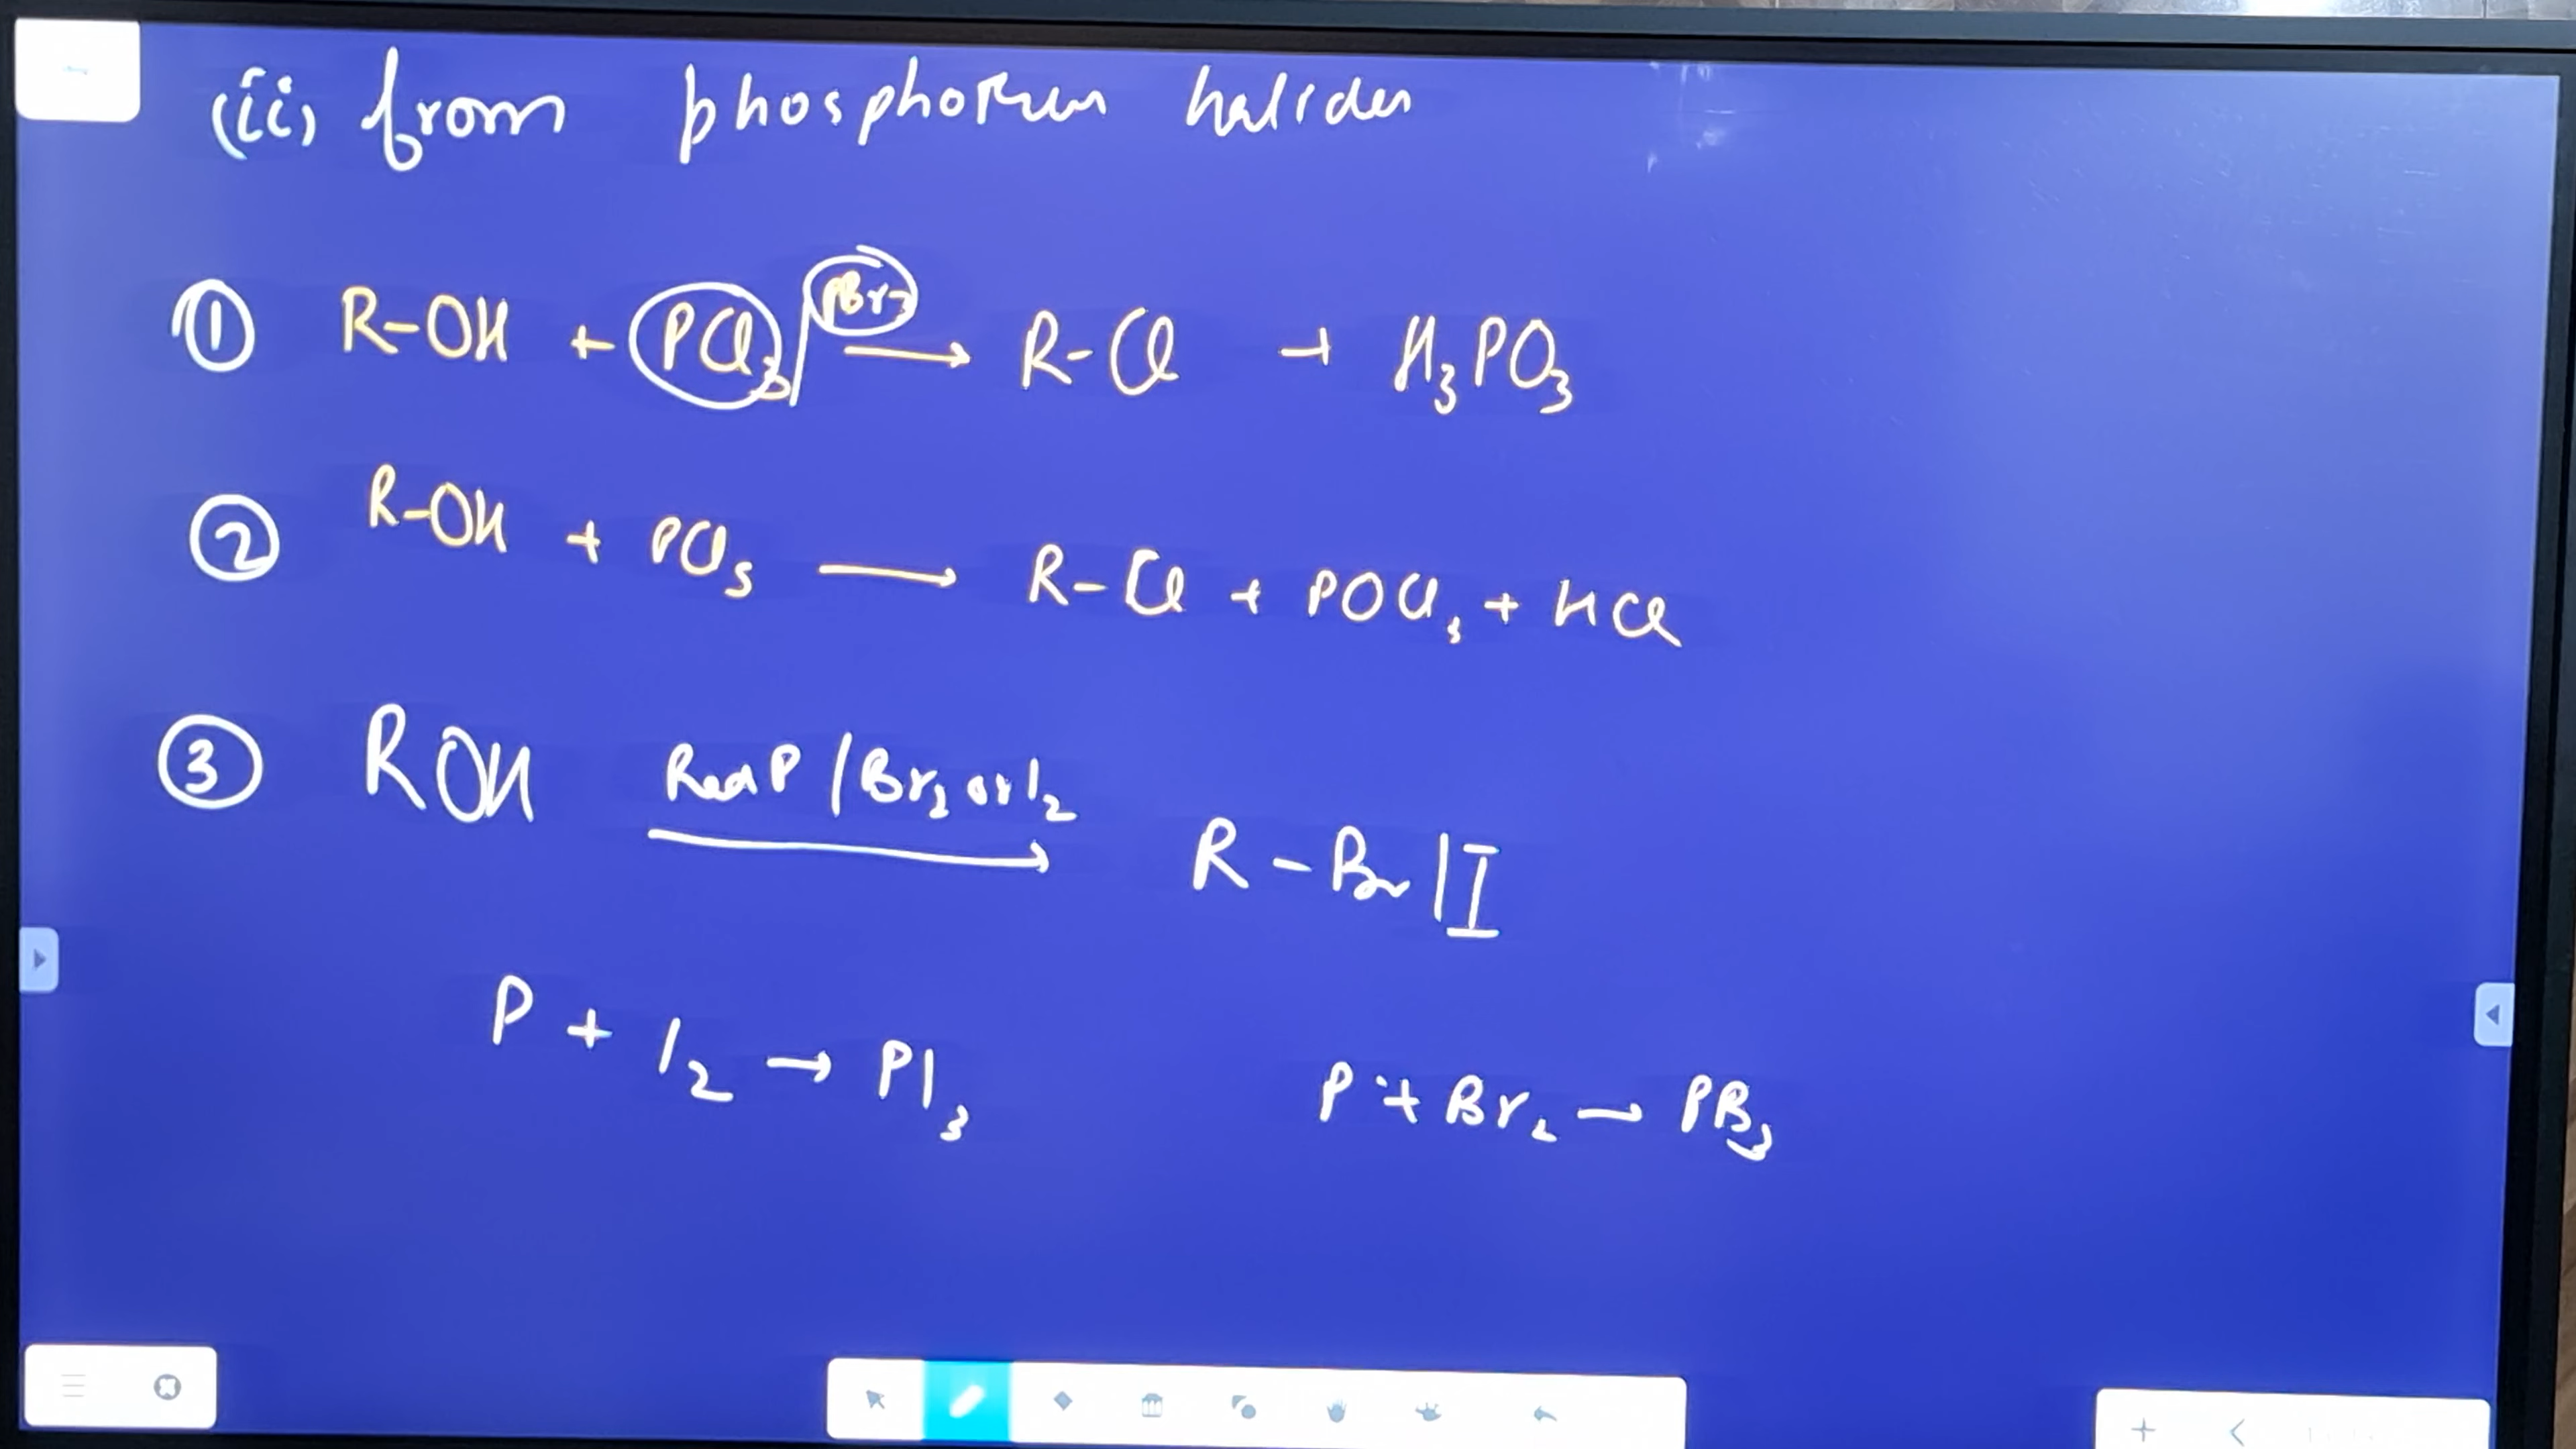 (ii) from phosphorus halides
① R-OH + PCl₃ / PBr₃ → R-Cl + H₃PO₃
② R-OH + PCl₅ → R-Cl + POCl₃ + HCl
③ ROH Red P / Br₂ or I₂ → R - Br | I
P + I₂ → PI₃ P + Br₂ → PB₃